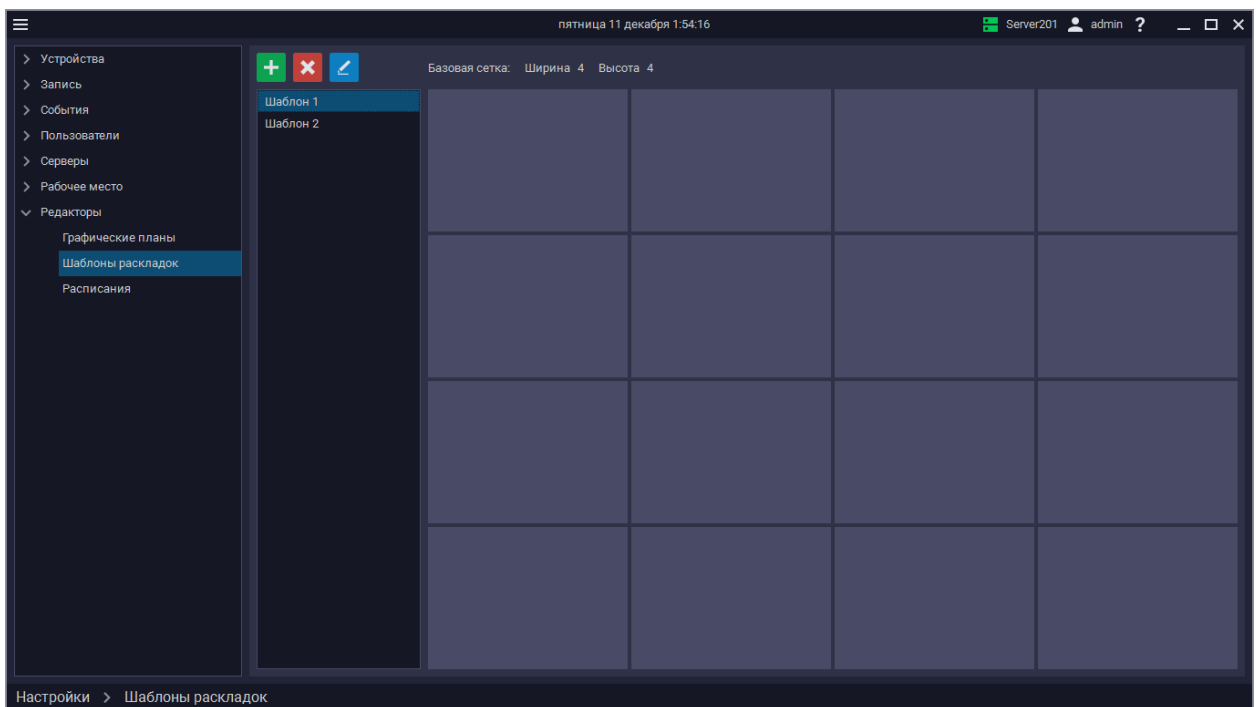 пятница 11 декабря 1:54:16
Server201 admin ?
Устройства
Запись
События
Пользователи
Серверы
Рабочее место
Редакторы
Графические планы
Шаблоны раскладок
Расписания
Базовая сетка: Ширина 4 Высота 4
Шаблон 1
Шаблон 2
Настройки > Шаблоны раскладок